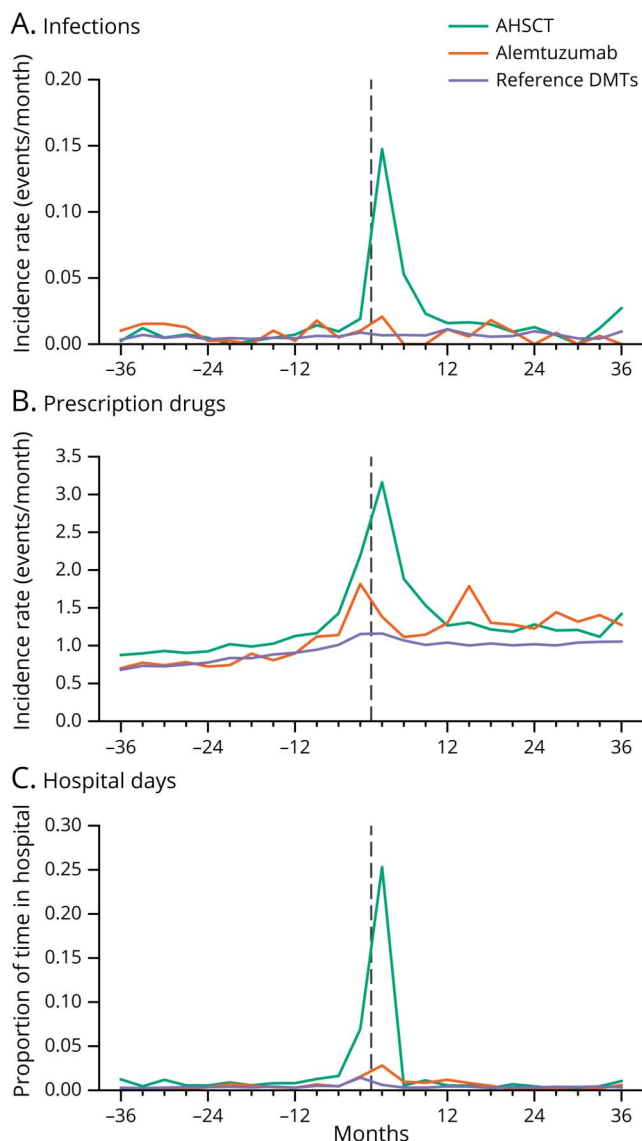 A. Infections
AHSCT
Alemtuzumab
Reference DMTs
Incidence rate (events/month)
0.20
0.15
0.10
0.05
0.00
–36 –24 –12 12 24 36
B. Prescription drugs
Incidence rate (events/month)
3.5
3.0
2.5
2.0
1.5
1.0
0.5
0.0
–36 –24 –12 12 24 36
C. Hospital days
Proportion of time in hospital
0.30
0.25
0.20
0.15
0.10
0.05
0.00
–36 –24 –12 12 24 36
Months